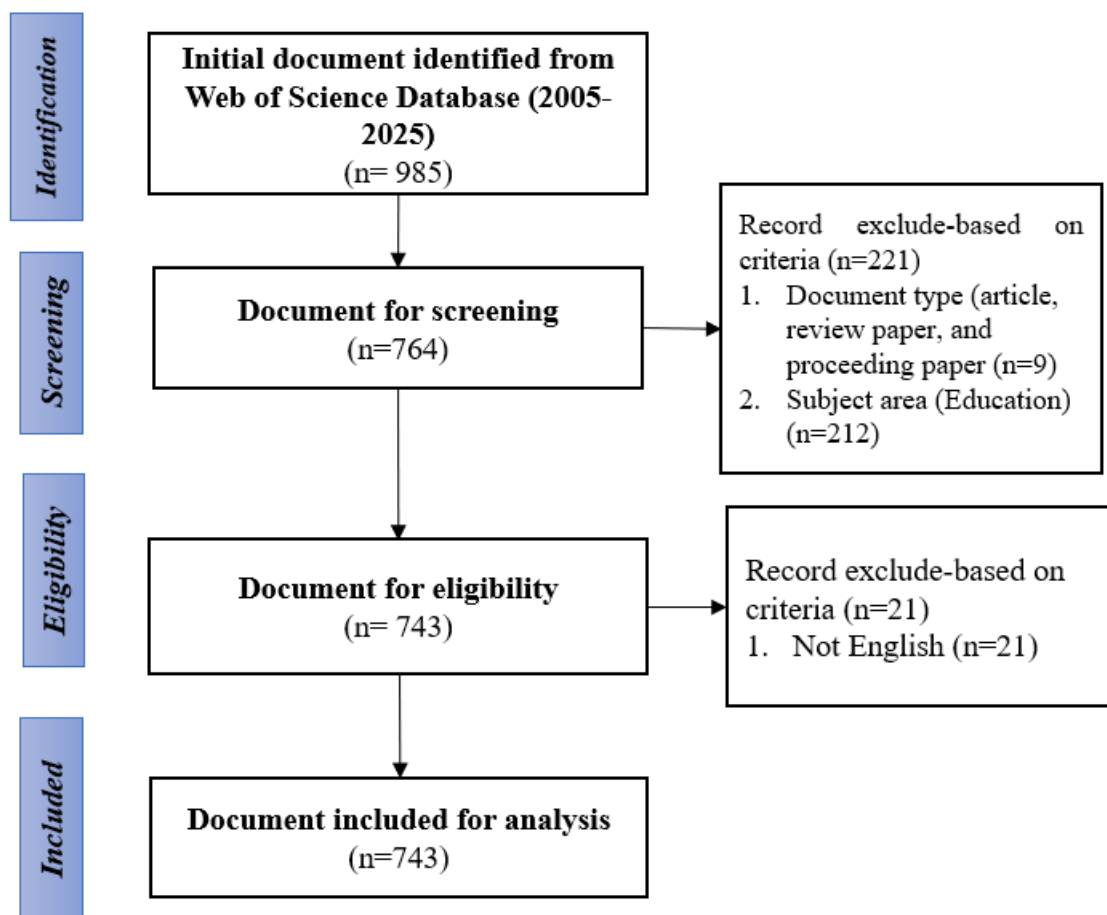 Identification
Initial document identified from
Web of Science Database (2005-
2025)
(n= 985)
Screening
Document for screening
(n=764)
Record exclude-based on
criteria (n=221)
1. Document type (article,
review paper, and
proceeding paper (n=9)
2. Subject area (Education)
(n=212)
Eligibility
Document for eligibility
(n= 743)
Record exclude-based on
criteria (n=21)
1. Not English (n=21)
Included
Document included for analysis
(n=743)